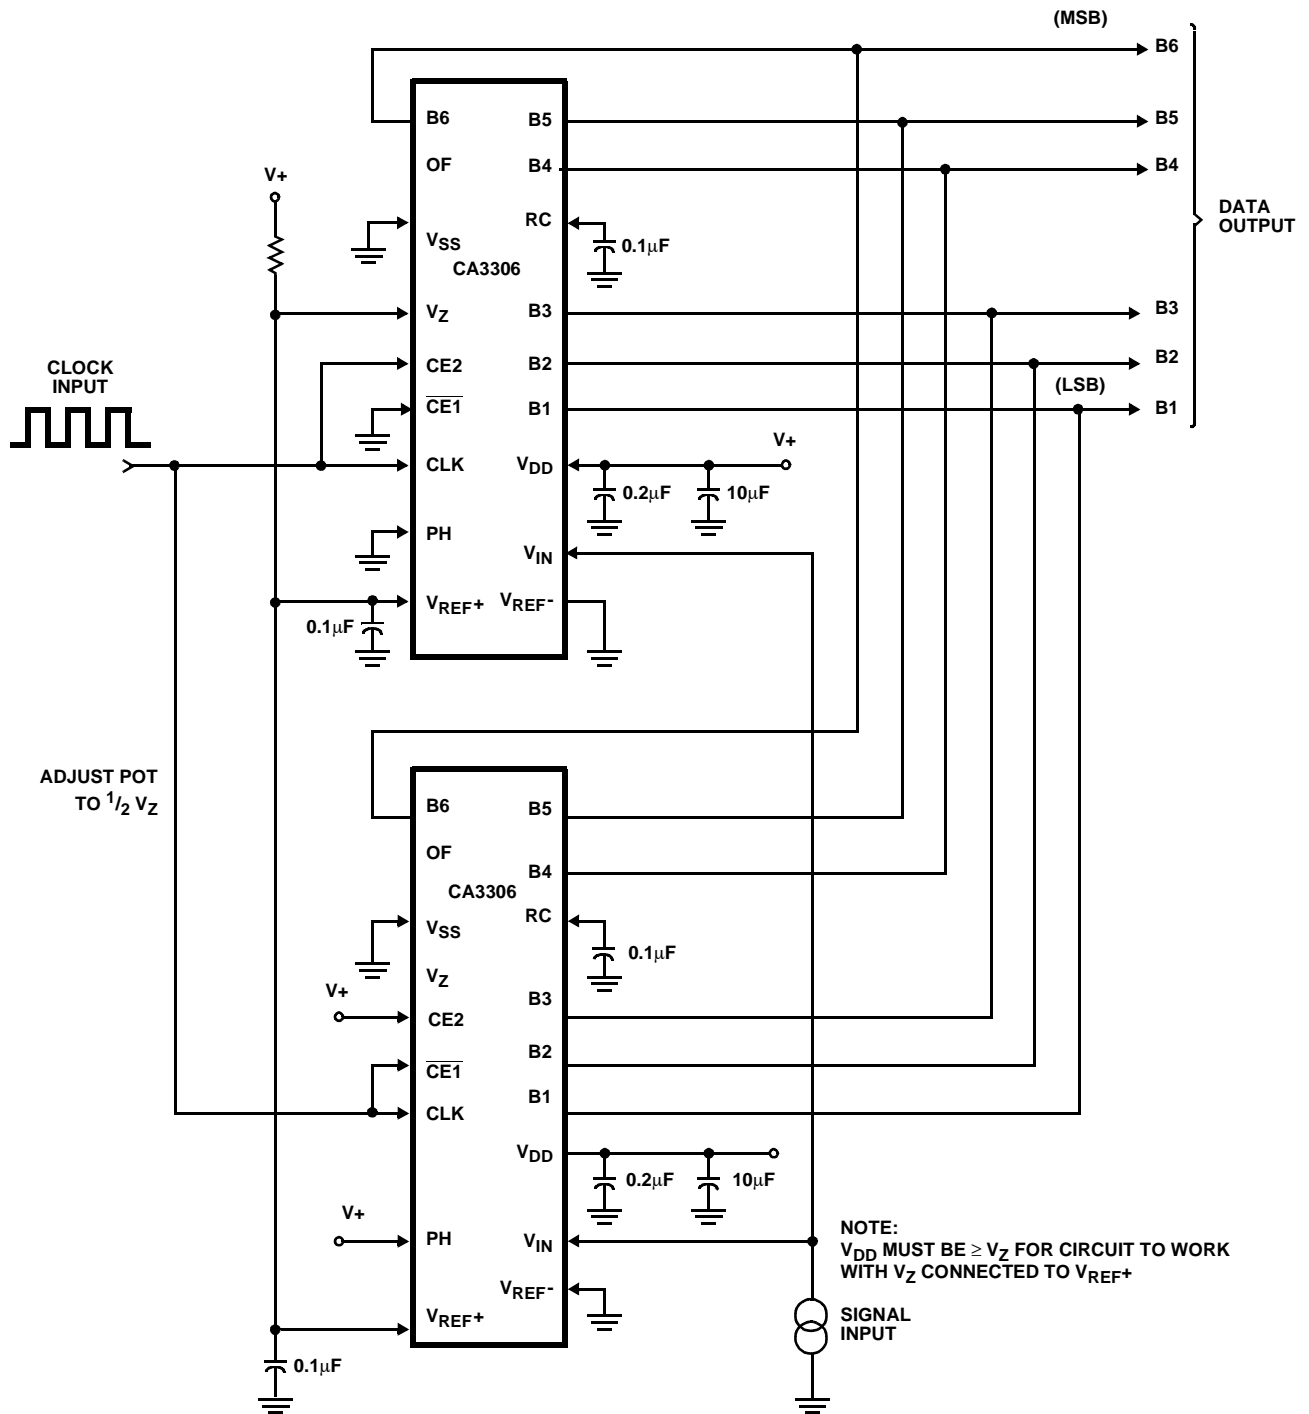 (MSB)
B6
B5
B4
DATA
OUTPUT
B3
B2
(LSB)
B1
B6
B5
OF
B4
V+
VSS
RC
0.1µF
CA3306
VZ
B3
CLOCK
INPUT
CE2
B2
CE1
B1
CLK
VDD
V+
0.2µF
10µF
PH
VIN
VREF+
VREF-
0.1µF
ADJUST POT
TO 1/2 VZ
B6
B5
OF
B4
CA3306
VSS
RC
0.1µF
VZ
V+
B3
CE2
B2
CE1
B1
CLK
VDD
0.2µF
10µF
V+
PH
VIN
VREF-
VREF+
0.1µF
NOTE:
VDD MUST BE ≥ VZ FOR CIRCUIT TO WORK
WITH VZ CONNECTED TO VREF+
SIGNAL
INPUT